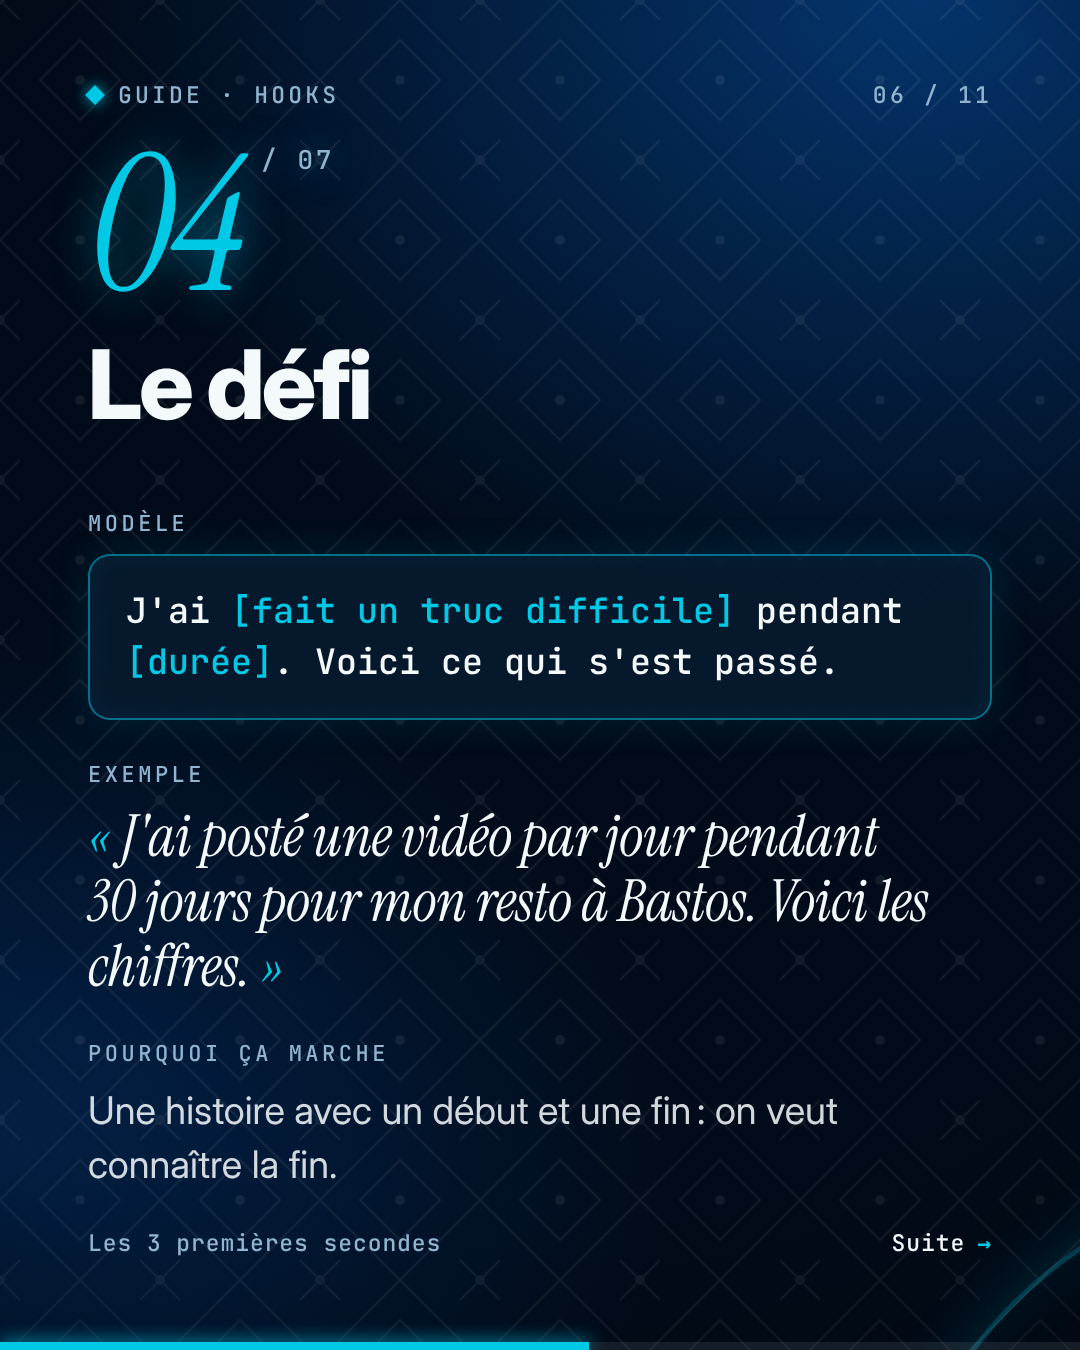 GUIDE · HOOKS
06 / 11
04 / 07
Le défi
MODÈLE
J'ai [fait un truc difficile] pendant
[durée]. Voici ce qui s'est passé.
EXEMPLE
« J'ai posté une vidéo par jour pendant
30 jours pour mon resto à Bastos. Voici les
chiffres. »
POURQUOI ÇA MARCHE
Une histoire avec un début et une fin : on veut
connaître la fin.
Les 3 premières secondes
Suite →